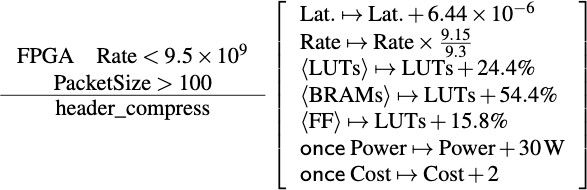 FPGA Rate < 9.5 × 10⁹
PacketSize > 100
header_compress
Lat. ↦ Lat. + 6.44 × 10⁻⁶
Rate ↦ Rate × 9.15/9.3
⟨LUTs⟩ ↦ LUTs + 24.4%
⟨BRAMs⟩ ↦ LUTs + 54.4%
⟨FF⟩ ↦ LUTs + 15.8%
once Power ↦ Power + 30 W
once Cost ↦ Cost + 2